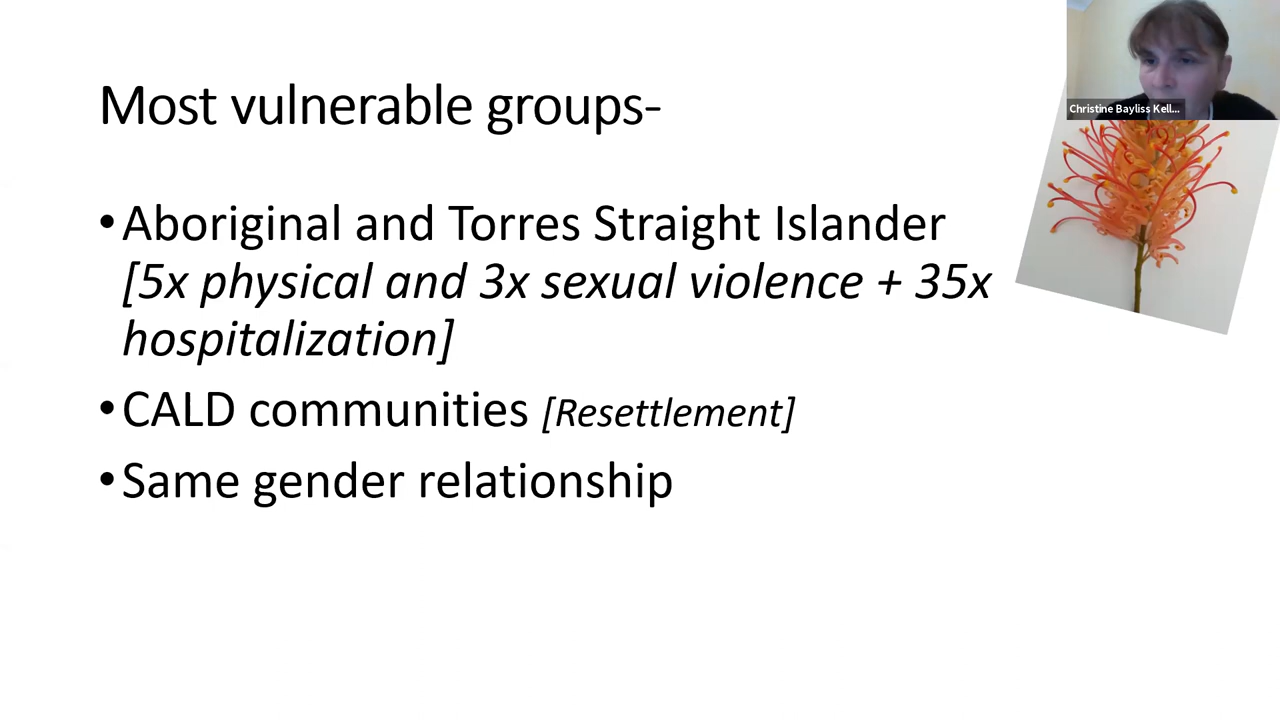 Most vulnerable groups-
Christine Bayliss Kell...
•Aboriginal and Torres Straight Islander
[5x physical and 3x sexual violence + 35x
hospitalization]
•CALD communities [Resettlement]
•Same gender relationship